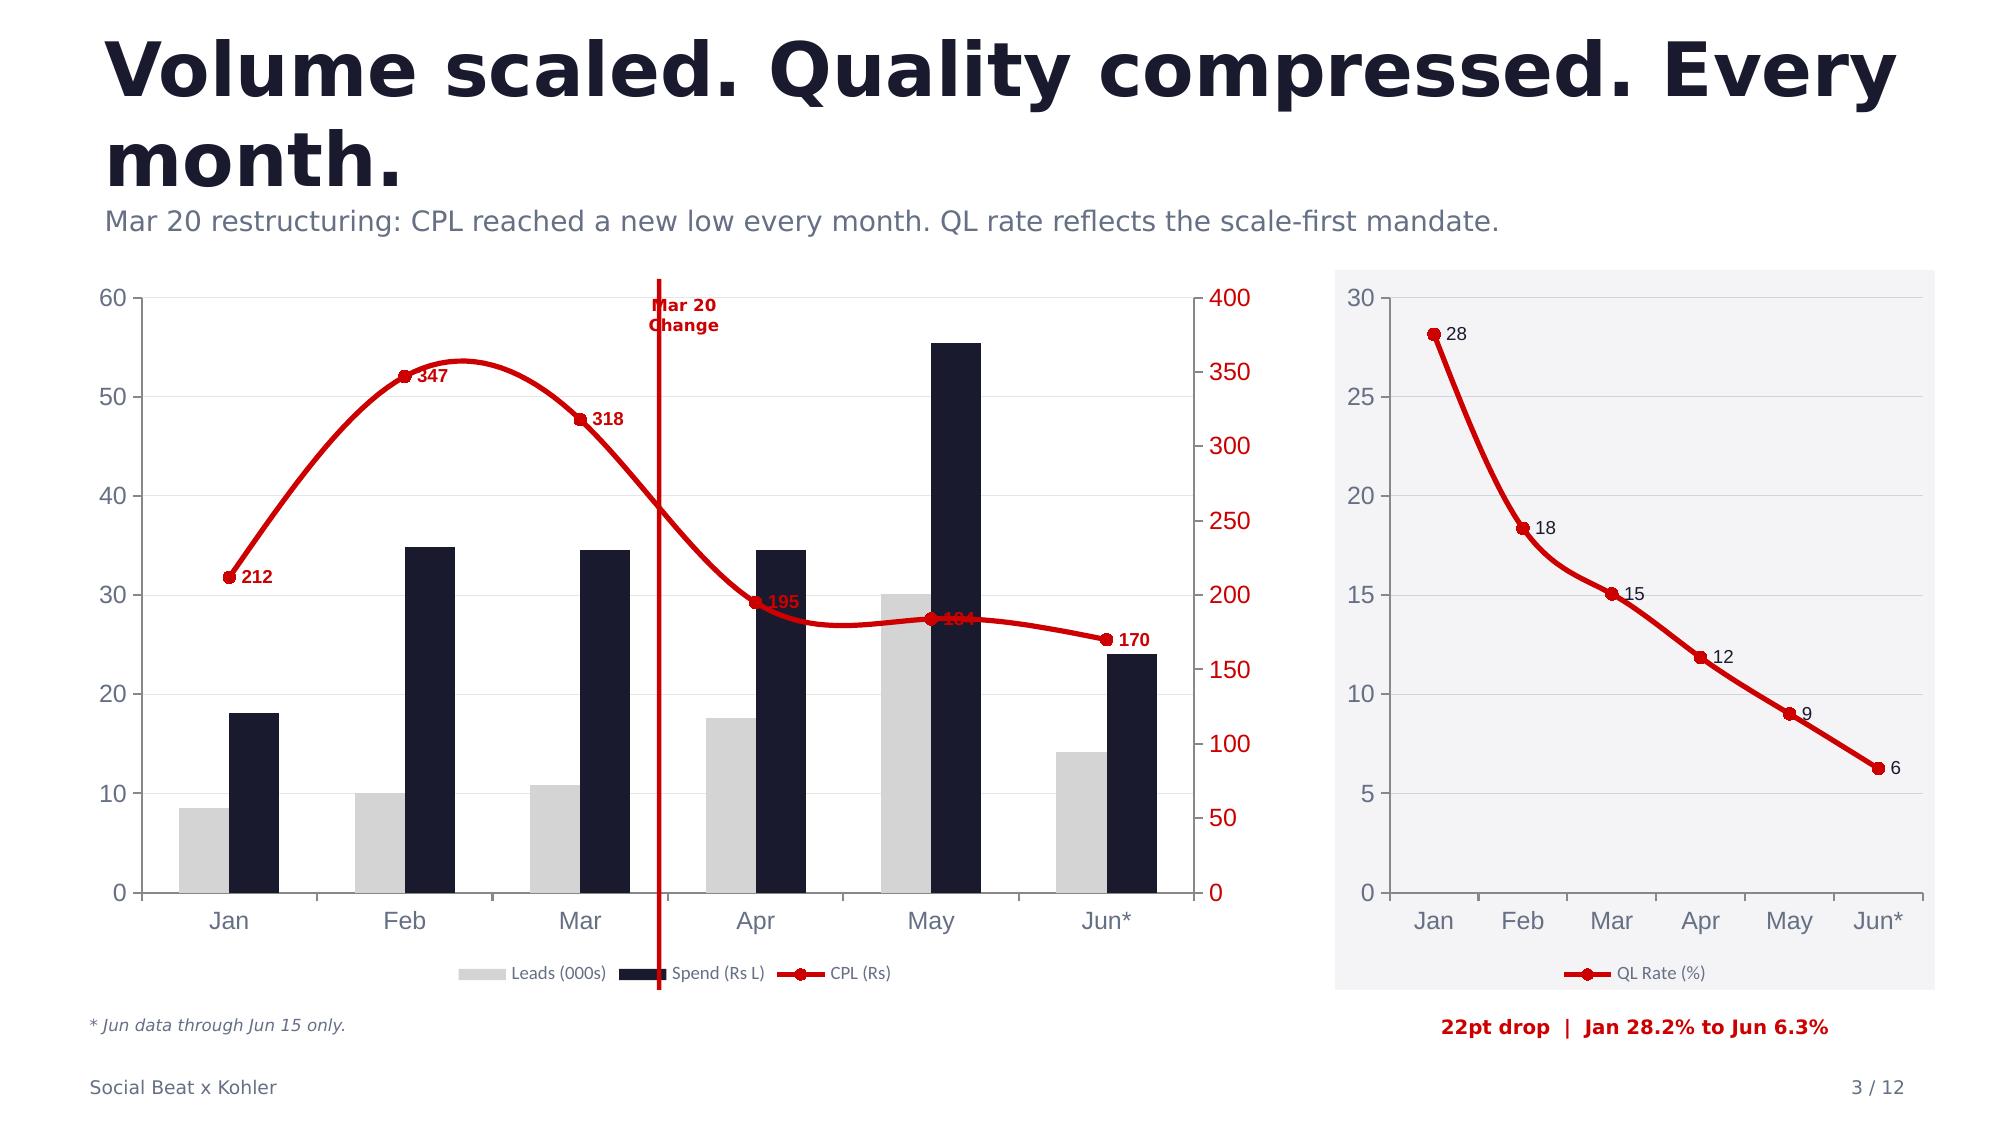 Volume scaled. Quality compressed. Every
month.
Mar 20 restructuring: CPL reached a new low every month. QL rate reflects the scale-first mandate.
60
50
40
30
20
10
0
Mar 20
Change
347
318
212
195
184
170
400
350
300
250
200
150
100
50
0
Jan
Feb
Mar
Apr
May
Jun*
Leads (000s)
Spend (Rs L)
CPL (Rs)
30
25
20
15
10
5
0
28
18
15
12
9
6
Jan
Feb
Mar
Apr
May
Jun*
QL Rate (%)
* Jun data through Jun 15 only.
22pt drop | Jan 28.2% to Jun 6.3%
Social Beat x Kohler
3 / 12